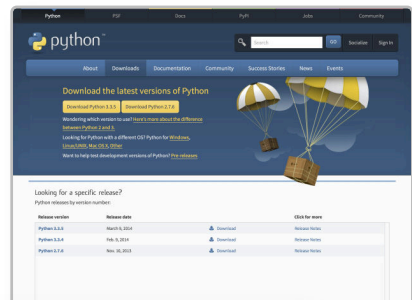 Python PSF Docs PyPI Jobs Community
python™
Search GO Socialize Sign In
About Downloads Documentation Community Success Stories News Events
Download the latest versions of Python
Download Python 3.3.5 Download Python 2.7.6
Wondering which version to use? Here's more about the difference
between Python 2 and 3.
Looking for Python with a different OS? Python for Windows,
Linux/UNIX, Mac OS X, Other
Want to help test development versions of Python? Pre-releases
Looking for a specific release?
Python releases by version number:
Release version Release date Click for more
Python 3.3.5 March 9, 2014 Download Release Notes
Python 3.3.4 Feb. 9, 2014 Download Release Notes
Python 2.7.6 Nov. 10, 2013 Download Release Notes